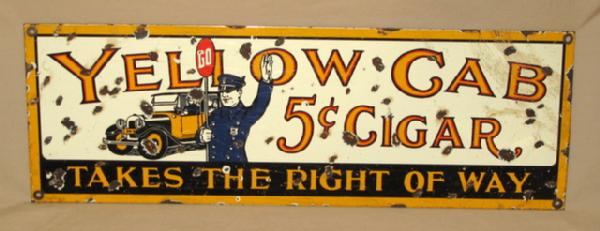 YELLOW CAB
GO
5¢ CIGAR,
TAKES THE RIGHT OF WAY